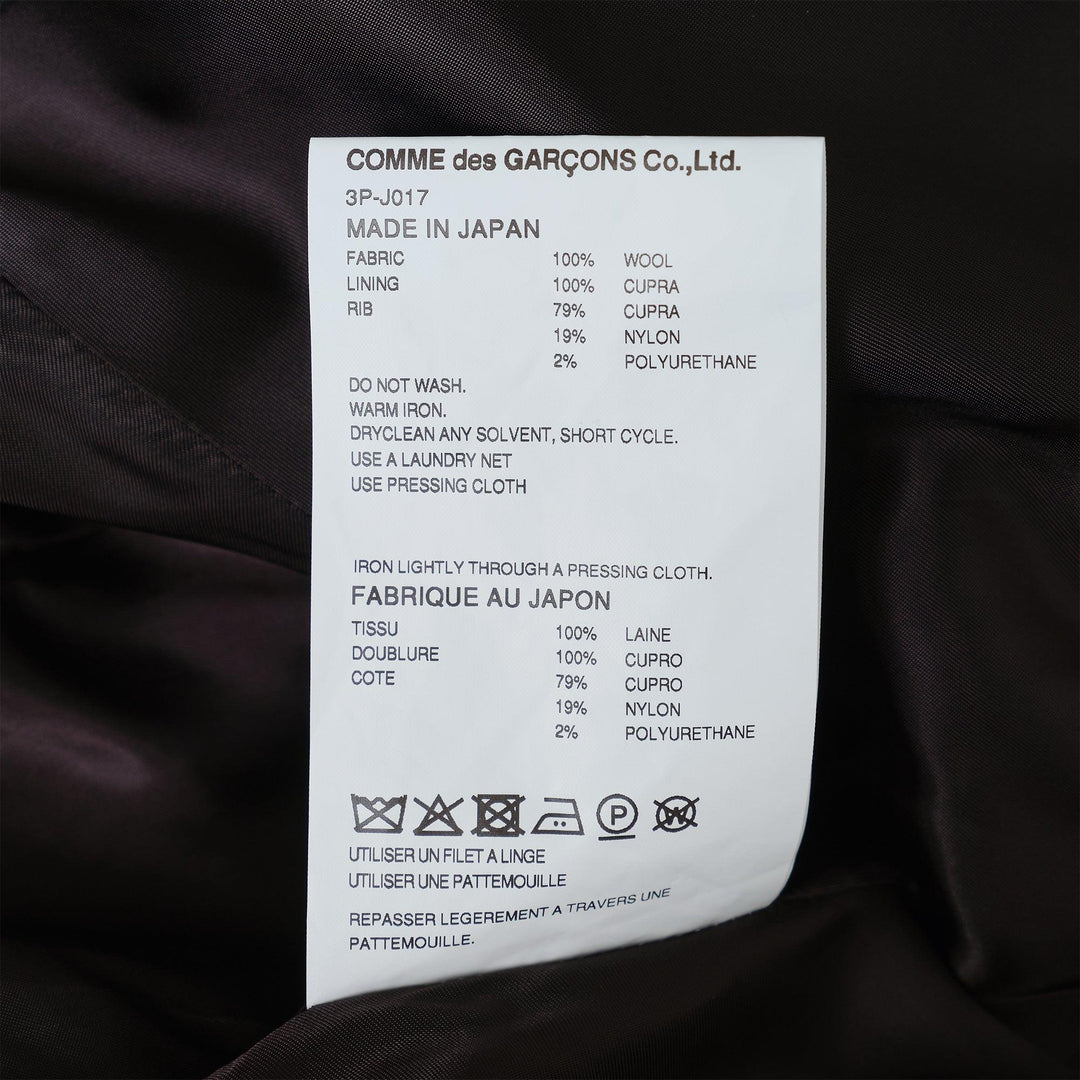 COMME des GARÇONS Co.,Ltd.
3P-J017
MADE IN JAPAN
FABRIC 100% WOOL
LINING 100% CUPRA
RIB 79% CUPRA
19% NYLON
2% POLYURETHANE
DO NOT WASH.
WARM IRON.
DRYCLEAN ANY SOLVENT, SHORT CYCLE.
USE A LAUNDRY NET
USE PRESSING CLOTH
IRON LIGHTLY THROUGH A PRESSING CLOTH.
FABRIQUE AU JAPON
TISSU 100% LAINE
DOUBLURE 100% CUPRO
COTE 79% CUPRO
19% NYLON
2% POLYURETHANE
P W
UTILISER UN FILET A LINGE
UTILISER UNE PATTEMOUILLE
REPASSER LEGEREMENT A TRAVERS UNE
PATTEMOUILLE.